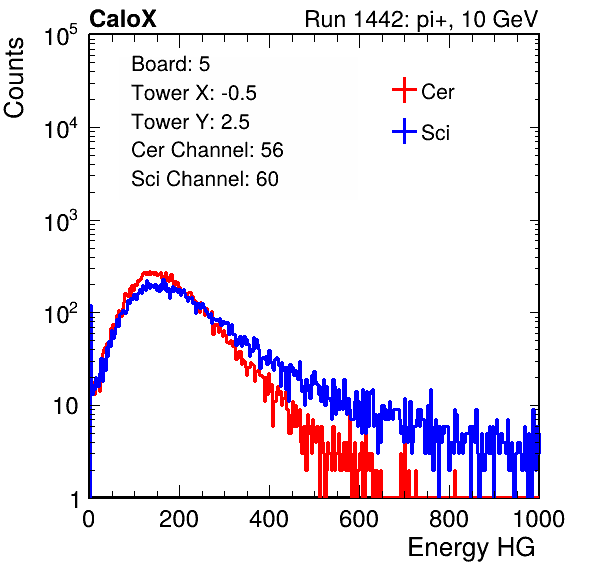 CaloX Run 1442: pi+, 10 GeV
Counts
Board: 5
Tower X: -0.5
Tower Y: 2.5
Cer Channel: 56
Sci Channel: 60
Cer
Sci
10^5
10^4
10^3
10^2
10
1
0 200 400 600 800 1000
Energy HG